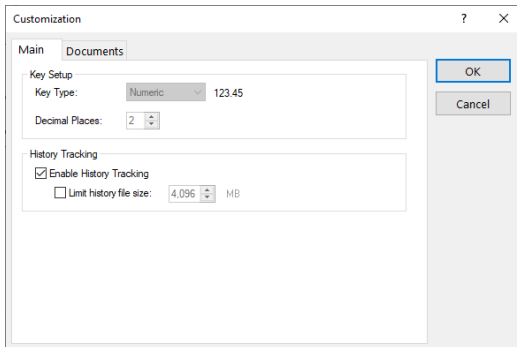 Customization
Main Documents
OK
Cancel
Key Setup
Key Type: Numeric 123.45
Decimal Places: 2
History Tracking
Enable History Tracking
Limit history file size: 4,096 MB